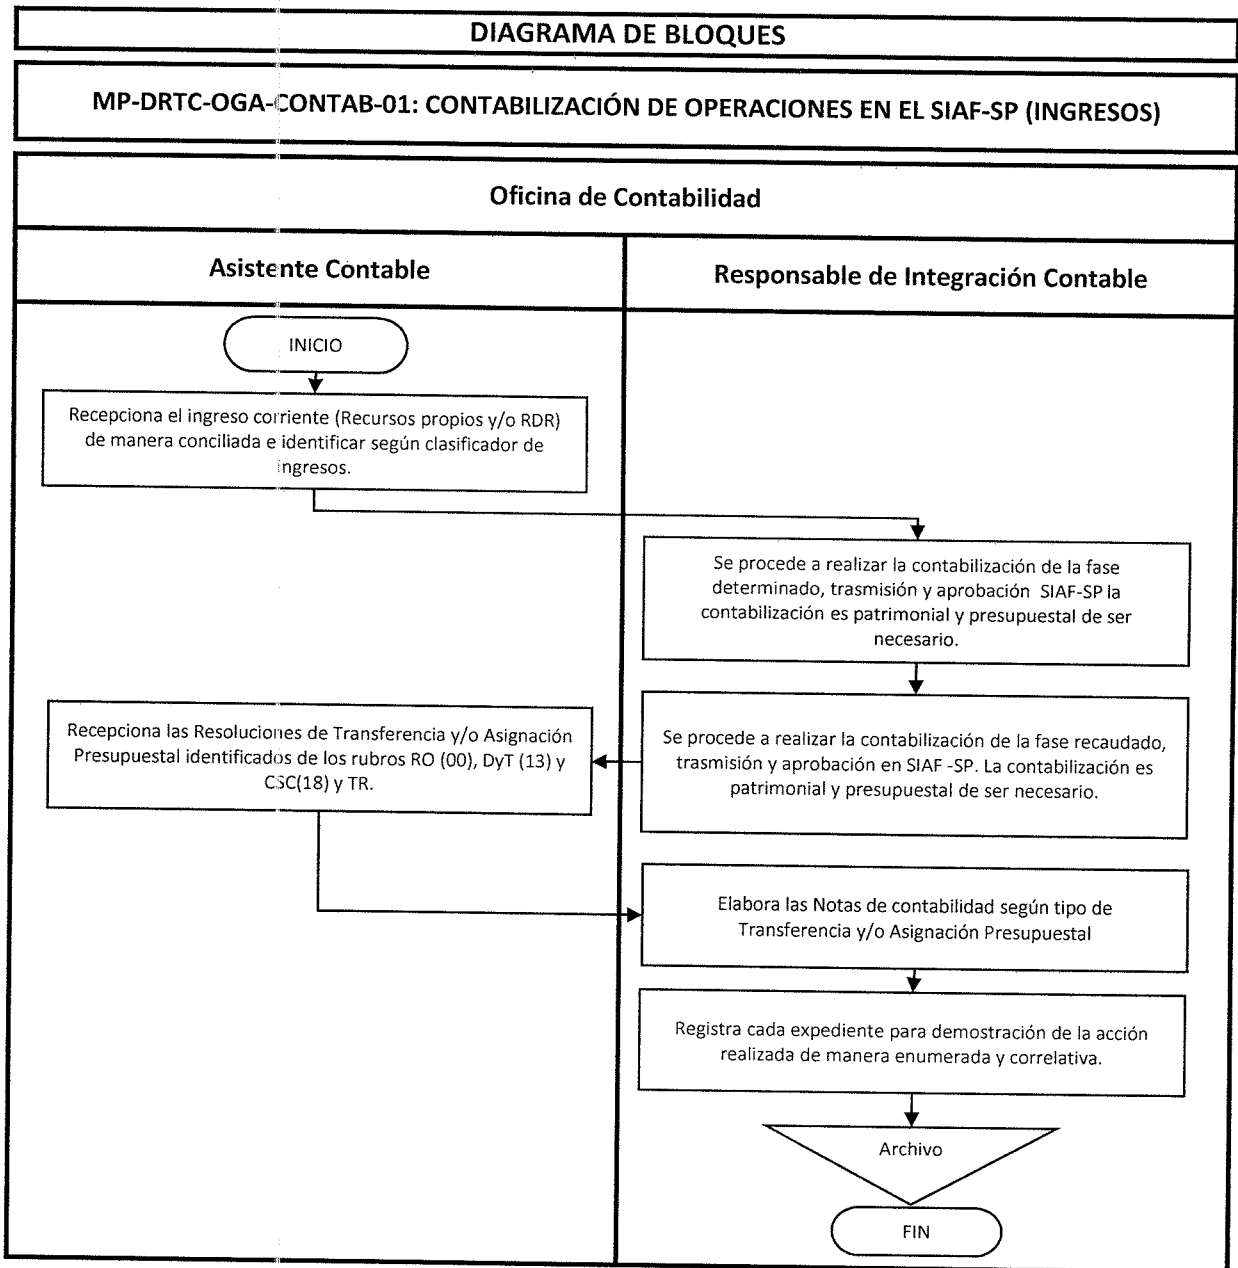 DIAGRAMA DE BLOQUES
MP-DRTC-OGA-CONTAB-01: CONTABILIZACIÓN DE OPERACIONES EN EL SIAF-SP (INGRESOS)
Oficina de Contabilidad
Asistente Contable
Responsable de Integración Contable
INICIO
Recepciona el ingreso corriente (Recursos propios y/o RDR)
de manera conciliada e identificar según clasificador de
ingresos.
Se procede a realizar la contabilización de la fase
determinado, trasmisión y aprobación SIAF-SP la
contabilización es patrimonial y presupuestal de ser
necesario.
Se procede a realizar la contabilización de la fase recaudado,
trasmisión y aprobación en SIAF -SP. La contabilización es
patrimonial y presupuestal de ser necesario.
Recepciona las Resoluciones de Transferencia y/o Asignación
Presupuestal identificados de los rubros RO (00), DyT (13) y
CSC(18) y TR.
Elabora las Notas de contabilidad según tipo de
Transferencia y/o Asignación Presupuestal
Registra cada expediente para demostración de la acción
realizada de manera enumerada y correlativa.
Archivo
FIN